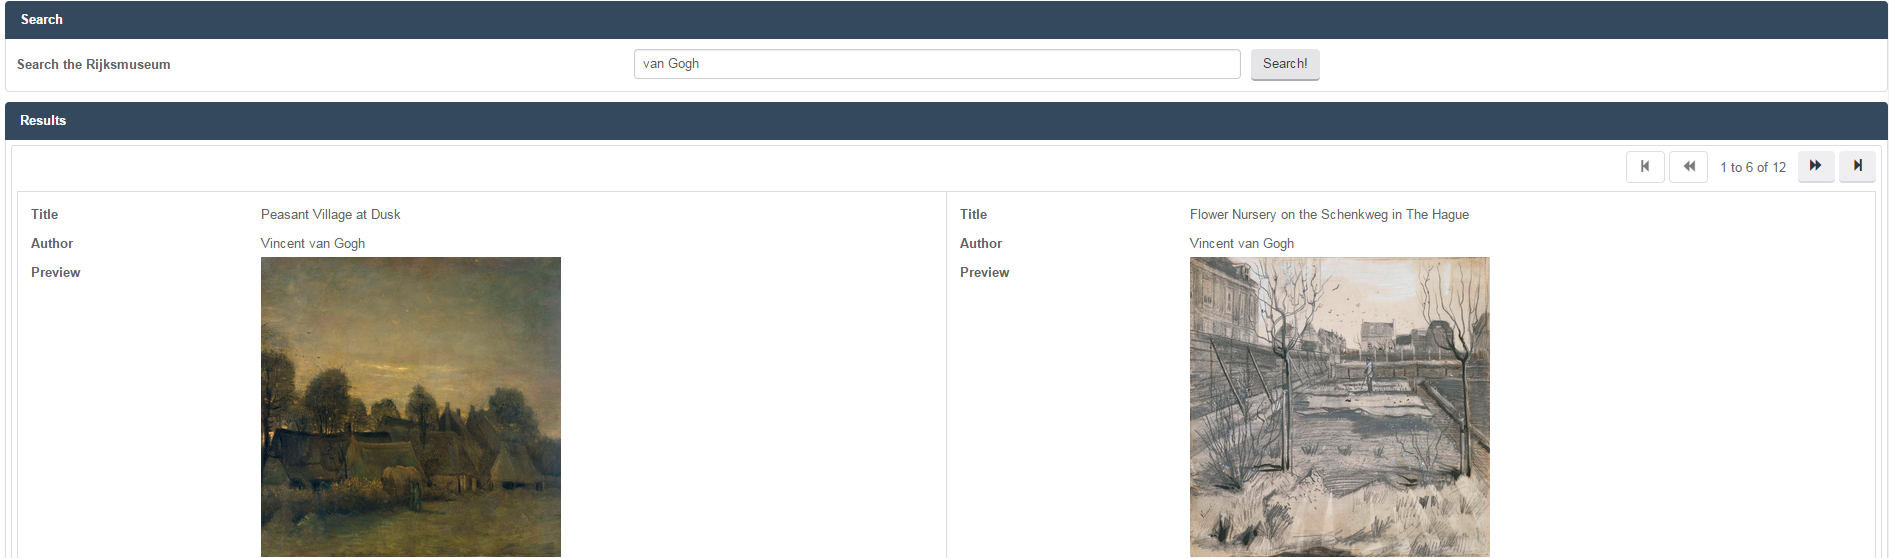 Search
Search the Rijksmuseum van Gogh Search!
Results
1 to 6 of 12
Title Peasant Village at Dusk
Author Vincent van Gogh
Preview
Title Flower Nursery on the Schenkweg in The Hague
Author Vincent van Gogh
Preview